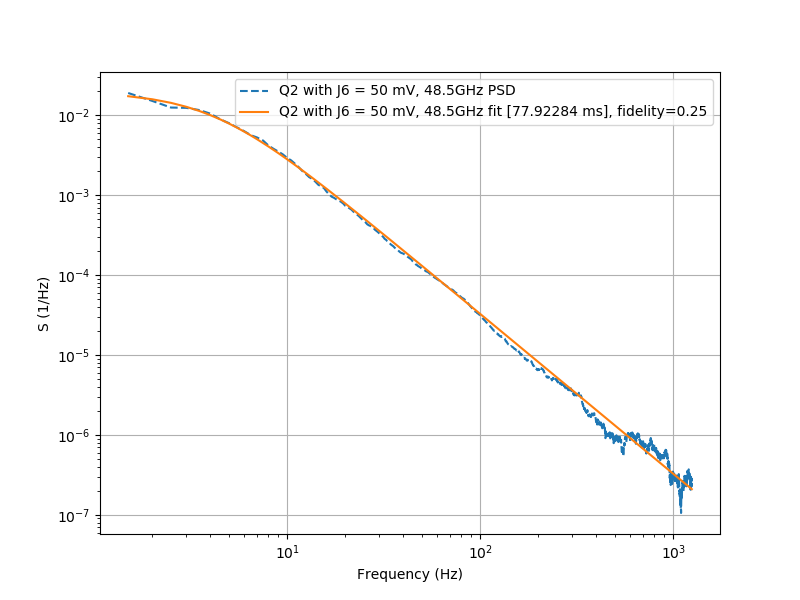 Q2 with J6 = 50 mV, 48.5GHz PSD
Q2 with J6 = 50 mV, 48.5GHz fit [77.92284 ms], fidelity=0.25
S (1/Hz)
10⁻²
10⁻³
10⁻⁴
10⁻⁵
10⁻⁶
10⁻⁷
10¹ 10² 10³
Frequency (Hz)